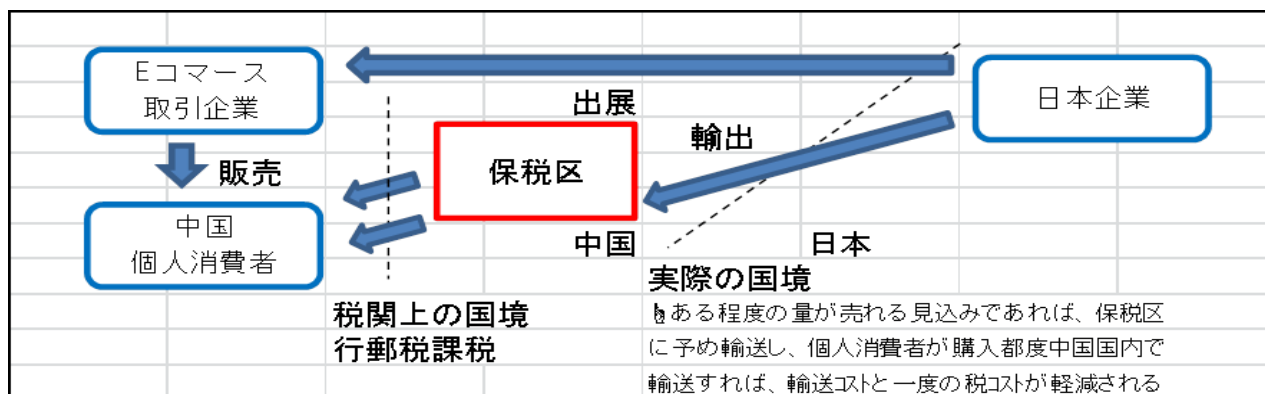 Eコマース
取引企業
出展
日本企業
輸出
保税区
販売
中国
個人消費者
中国
日本
実際の国境
税関上の国境
行郵税課税
ある程度の量が売れる見込みであれば、保税区
に予め輸送し、個人消費者が購入都度中国国内で
輸送すれば、輸送コストと一度の税コストが軽減される